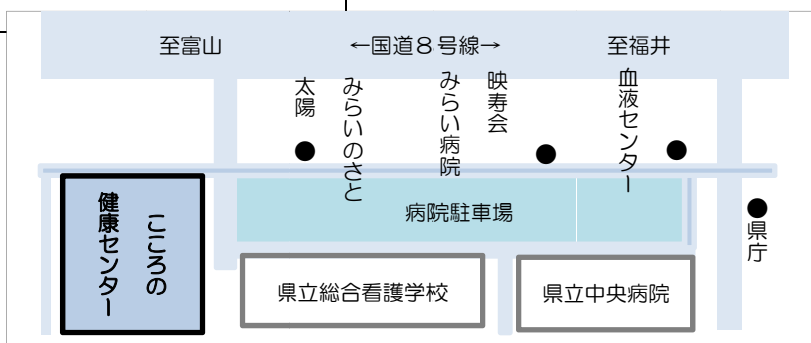 至富山
←国道８号線→
至福井
太陽
みらいのさと
みらい病院
映寿会
血液センター
病院駐車場
県庁
こころの
健康センター
県立総合看護学校
県立中央病院